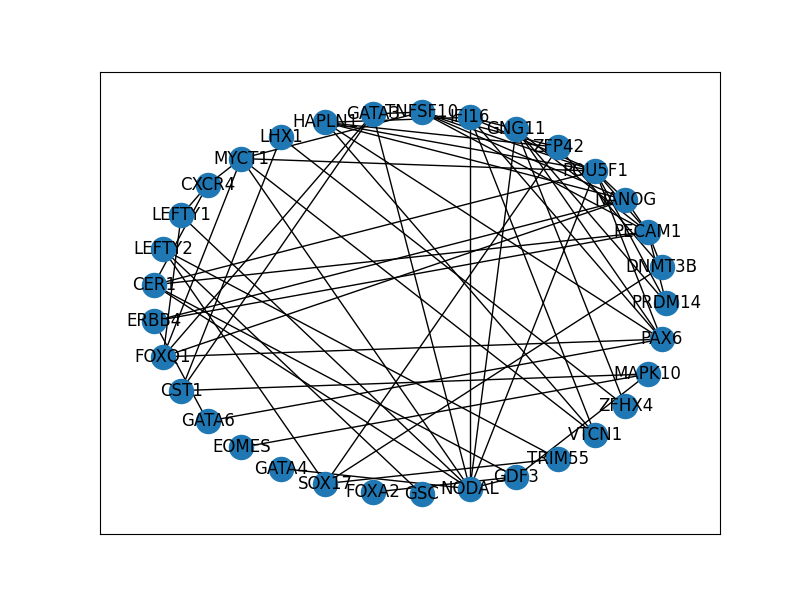 TNFSF10
GATA3
IFI16
HAPLN1
GNG11
LHX1
ZFP42
MYCT1
POU5F1
CXCR4
NANOG
LEFTY1
PECAM1
LEFTY2
DNMT3B
CER1
PRDM14
ERBB4
PAX6
FOXO1
MAPK10
CST1
ZFHX4
GATA6
VTCN1
EOMES
TRIM55
GATA4
GDF3
SOX17
NODAL
FOXA2
GSC